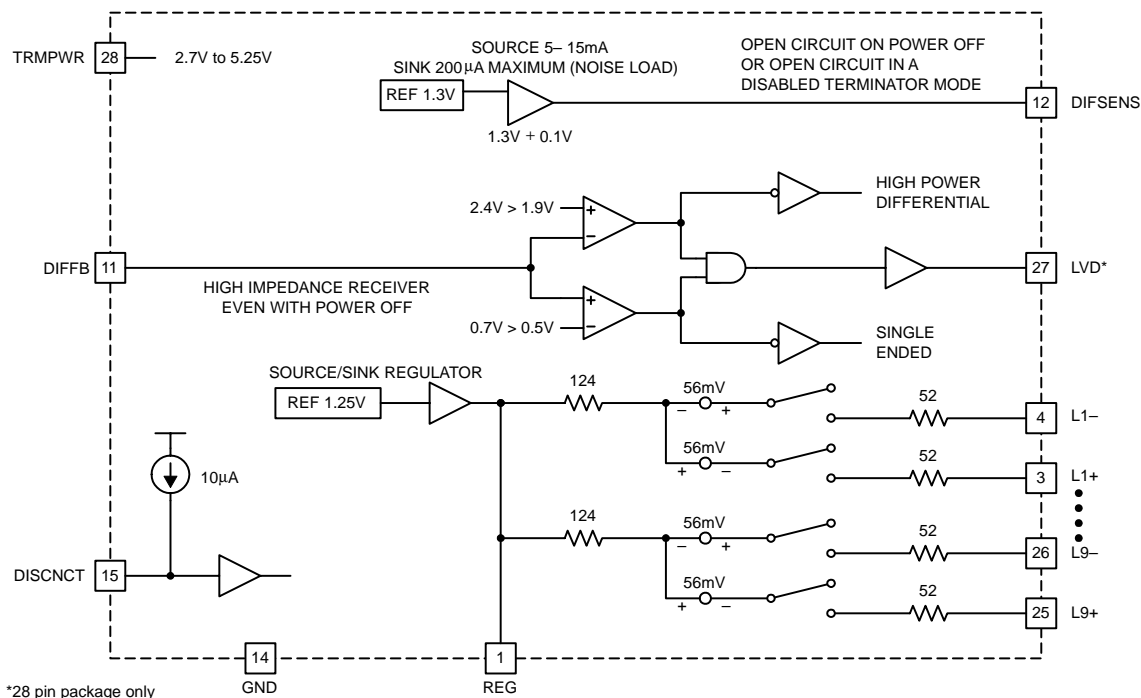 TRMPWR 28 2.7V to 5.25V
SOURCE 5– 15mA
SINK 200µA MAXIMUM (NOISE LOAD)
REF 1.3V
1.3V + 0.1V
OPEN CIRCUIT ON POWER OFF
OR OPEN CIRCUIT IN A
DISABLED TERMINATOR MODE
12 DIFSENS
HIGH POWER
DIFFERENTIAL
2.4V > 1.9V + –
DIFFB 11
HIGH IMPEDANCE RECEIVER
EVEN WITH POWER OFF
27 LVD*
0.7V > 0.5V + –
SINGLE
ENDED
SOURCE/SINK REGULATOR
REF 1.25V
124 56mV – + 52 4 L1–
56mV + – 52 3 L1+
10µA
124 56mV – + 52 26 L9–
56mV + – 52 25 L9+
DISCNCT 15
14 1
GND REG
*28 pin package only